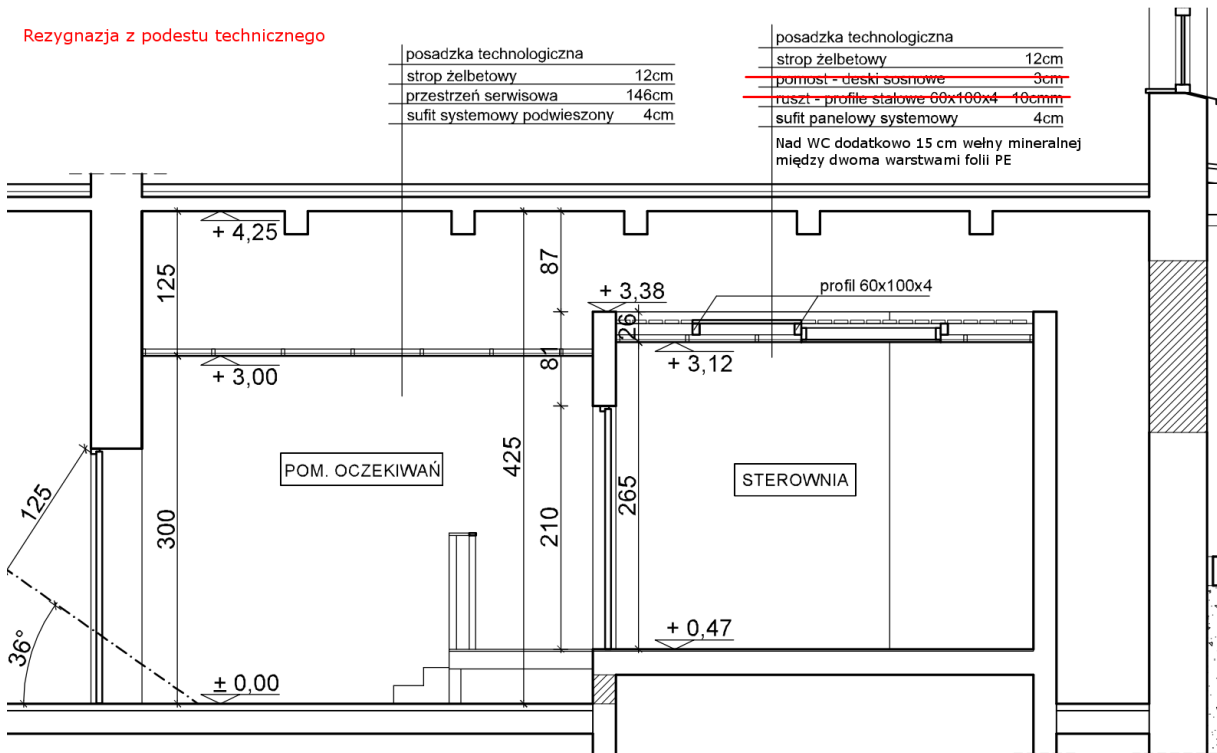 Rezygnazja z podestu technicznego
posadzka technologiczna
strop żelbetowy 12cm
przestrzeń serwisowa 146cm
sufit systemowy podwieszony 4cm
posadzka technologiczna
strop żelbetowy 12cm
pomost - deski sosnowe 3cm
ruszt - profile stalowe 60x100x4 10cmm
sufit panelowy systemowy 4cm
Nad WC dodatkowo 15 cm wełny mineralnej
między dwoma warstwami folii PE
+ 4,25
125
87
+ 3,38
profil 60x100x4
26
81
+ 3,00
+ 3,12
POM. OCZEKIWAŃ
425
STEROWNIA
125
300
210
265
36°
+ 0,47
± 0,00